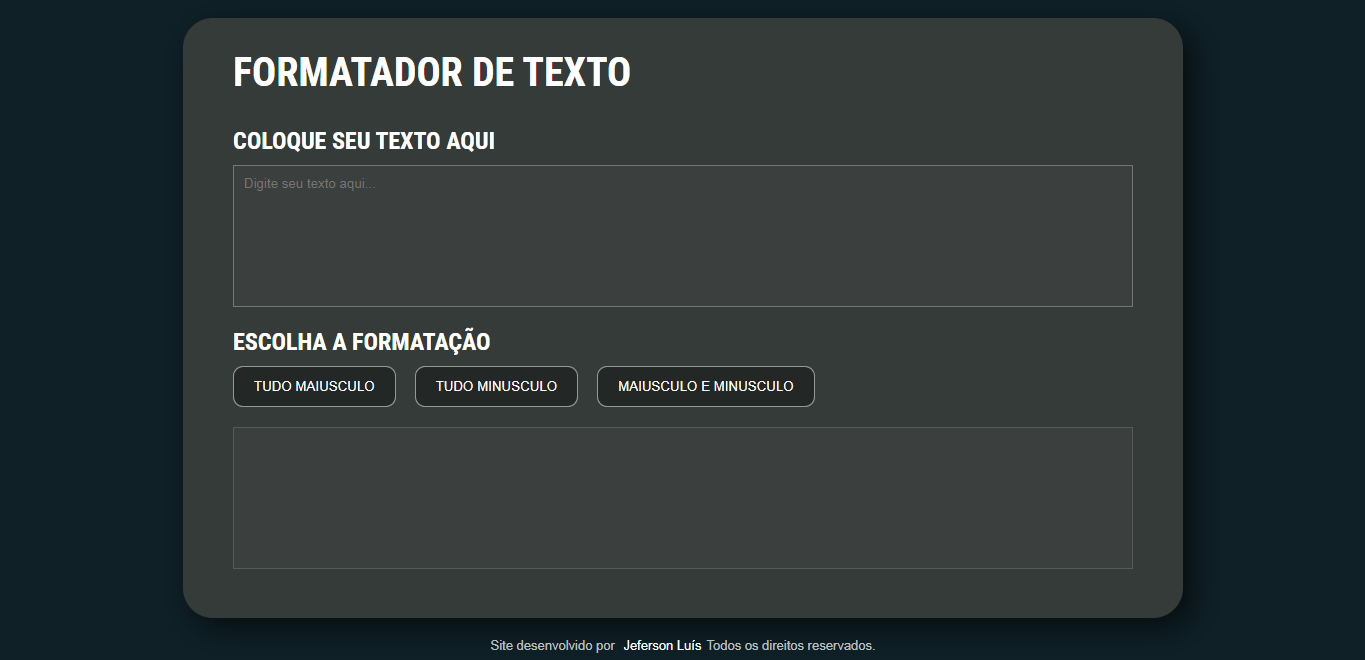 FORMATADOR DE TEXTO
COLOQUE SEU TEXTO AQUI
Digite seu texto aqui...
ESCOLHA A FORMATAÇÃO
TUDO MAIUSCULO
TUDO MINUSCULO
MAIUSCULO E MINUSCULO
Site desenvolvido por Jeferson Luís Todos os direitos reservados.